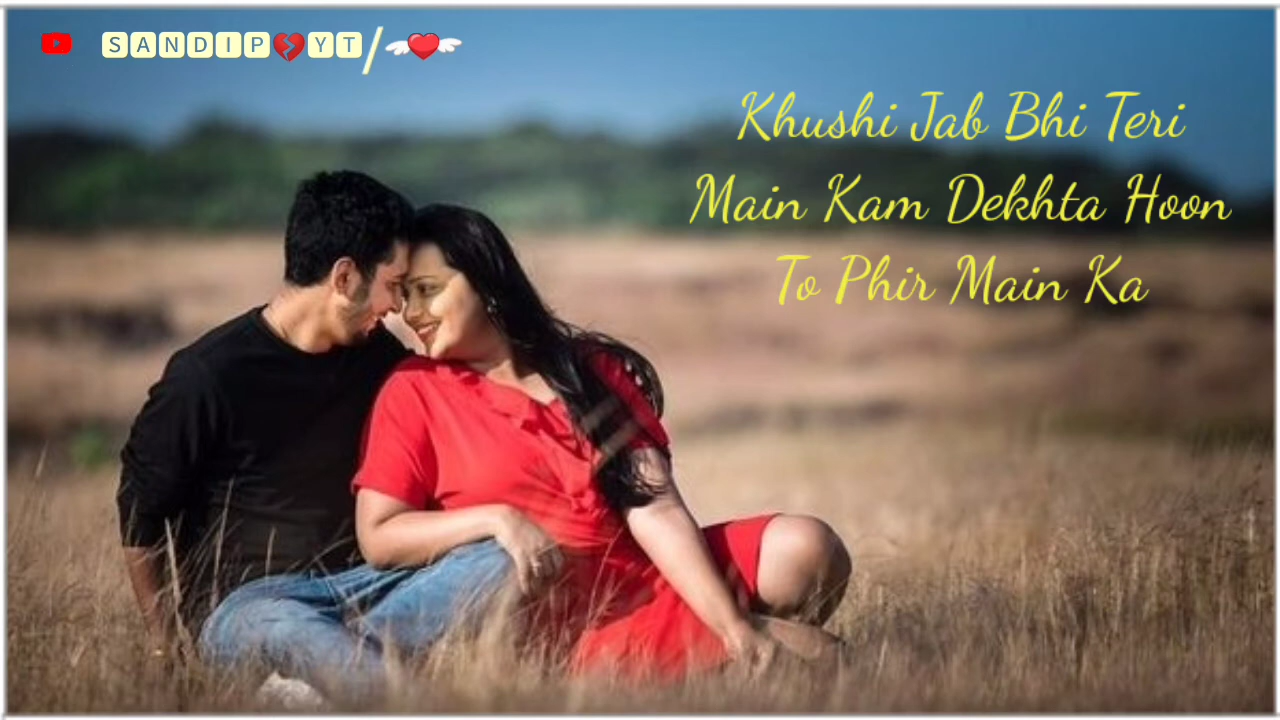 SANDIP💔YT/
Khushi Jab Bhi Teri
Main Kam Dekhta Hoon
To Phir Main Ka